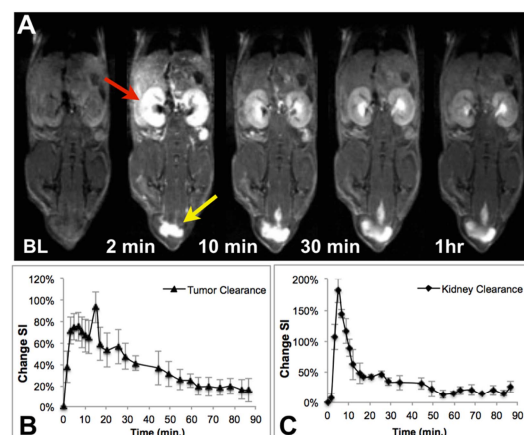 A
BL
2 min
10 min
30 min
1hr
120%
100%
80%
60%
40%
20%
0%
Change SI
Tumor Clearance
0 10 20 30 40 50 60 70 80 90
B
Time (min.)
200%
150%
100%
50%
0%
Change SI
Kidney Clearance
0 10 20 30 40 50 60 70 80 90
C
Time (min.)